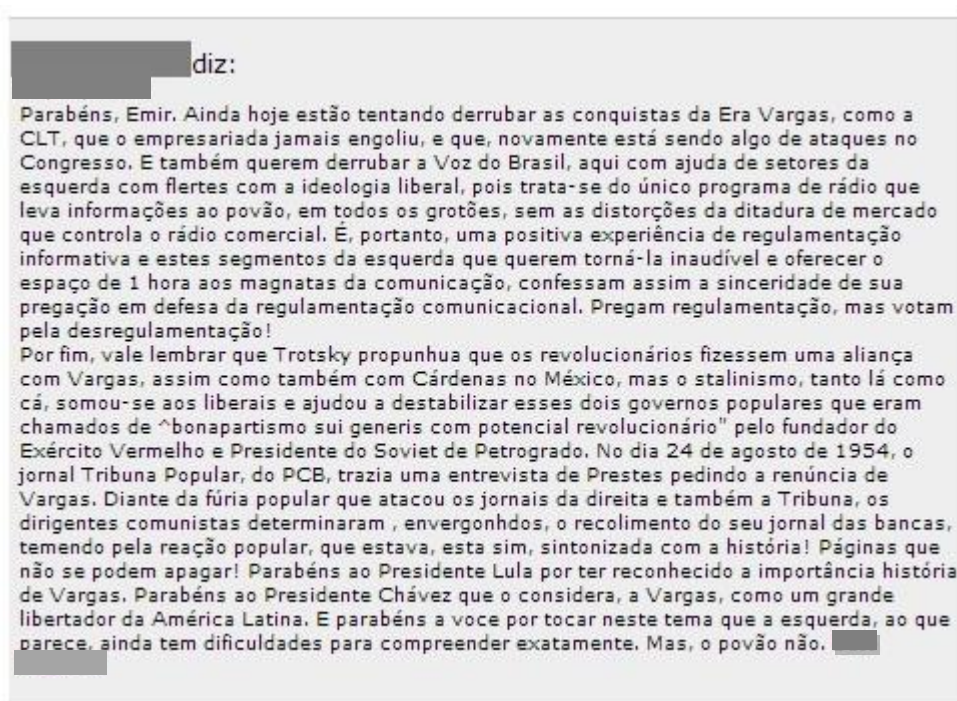 diz:
Parabéns, Emir. Ainda hoje estão tentando derrubar as conquistas da Era Vargas, como a
CLT, que o empresariada jamais engoliu, e que, novamente está sendo algo de ataques no
Congresso. E também querem derrubar a Voz do Brasil, aqui com ajuda de setores da
esquerda com flertes com a ideologia liberal, pois trata-se do único programa de rádio que
leva informações ao povão, em todos os grotões, sem as distorções da ditadura de mercado
que controla o rádio comercial. É, portanto, uma positiva experiência de regulamentação
informativa e estes segmentos da esquerda que querem torná-la inaudível e oferecer o
espaço de 1 hora aos magnatas da comunicação, confessam assim a sinceridade de sua
pregação em defesa da regulamentação comunicacional. Pregam regulamentação, mas votam
pela desregulamentação!
Por fim, vale lembrar que Trotsky propunhua que os revolucionários fizessem uma aliança
com Vargas, assim como também com Cárdenas no México, mas o stalinismo, tanto lá como
cá, somou-se aos liberais e ajudou a destabilizar esses dois governos populares que eram
chamados de ^bonapartismo sui generis com potencial revolucionário" pelo fundador do
Exército Vermelho e Presidente do Soviet de Petrogrado. No dia 24 de agosto de 1954, o
jornal Tribuna Popular, do PCB, trazia uma entrevista de Prestes pedindo a renúncia de
Vargas. Diante da fúria popular que atacou os jornais da direita e também a Tribuna, os
dirigentes comunistas determinaram , envergonhdos, o recolimento do seu jornal das bancas,
temendo pela reação popular, que estava, esta sim, sintonizada com a história! Páginas que
não se podem apagar! Parabéns ao Presidente Lula por ter reconhecido a importância história
de Vargas. Parabéns ao Presidente Chávez que o considera, a Vargas, como um grande
libertador da América Latina. E parabéns a voce por tocar neste tema que a esquerda, ao que
parece, ainda tem dificuldades para compreender exatamente. Mas, o povão não.